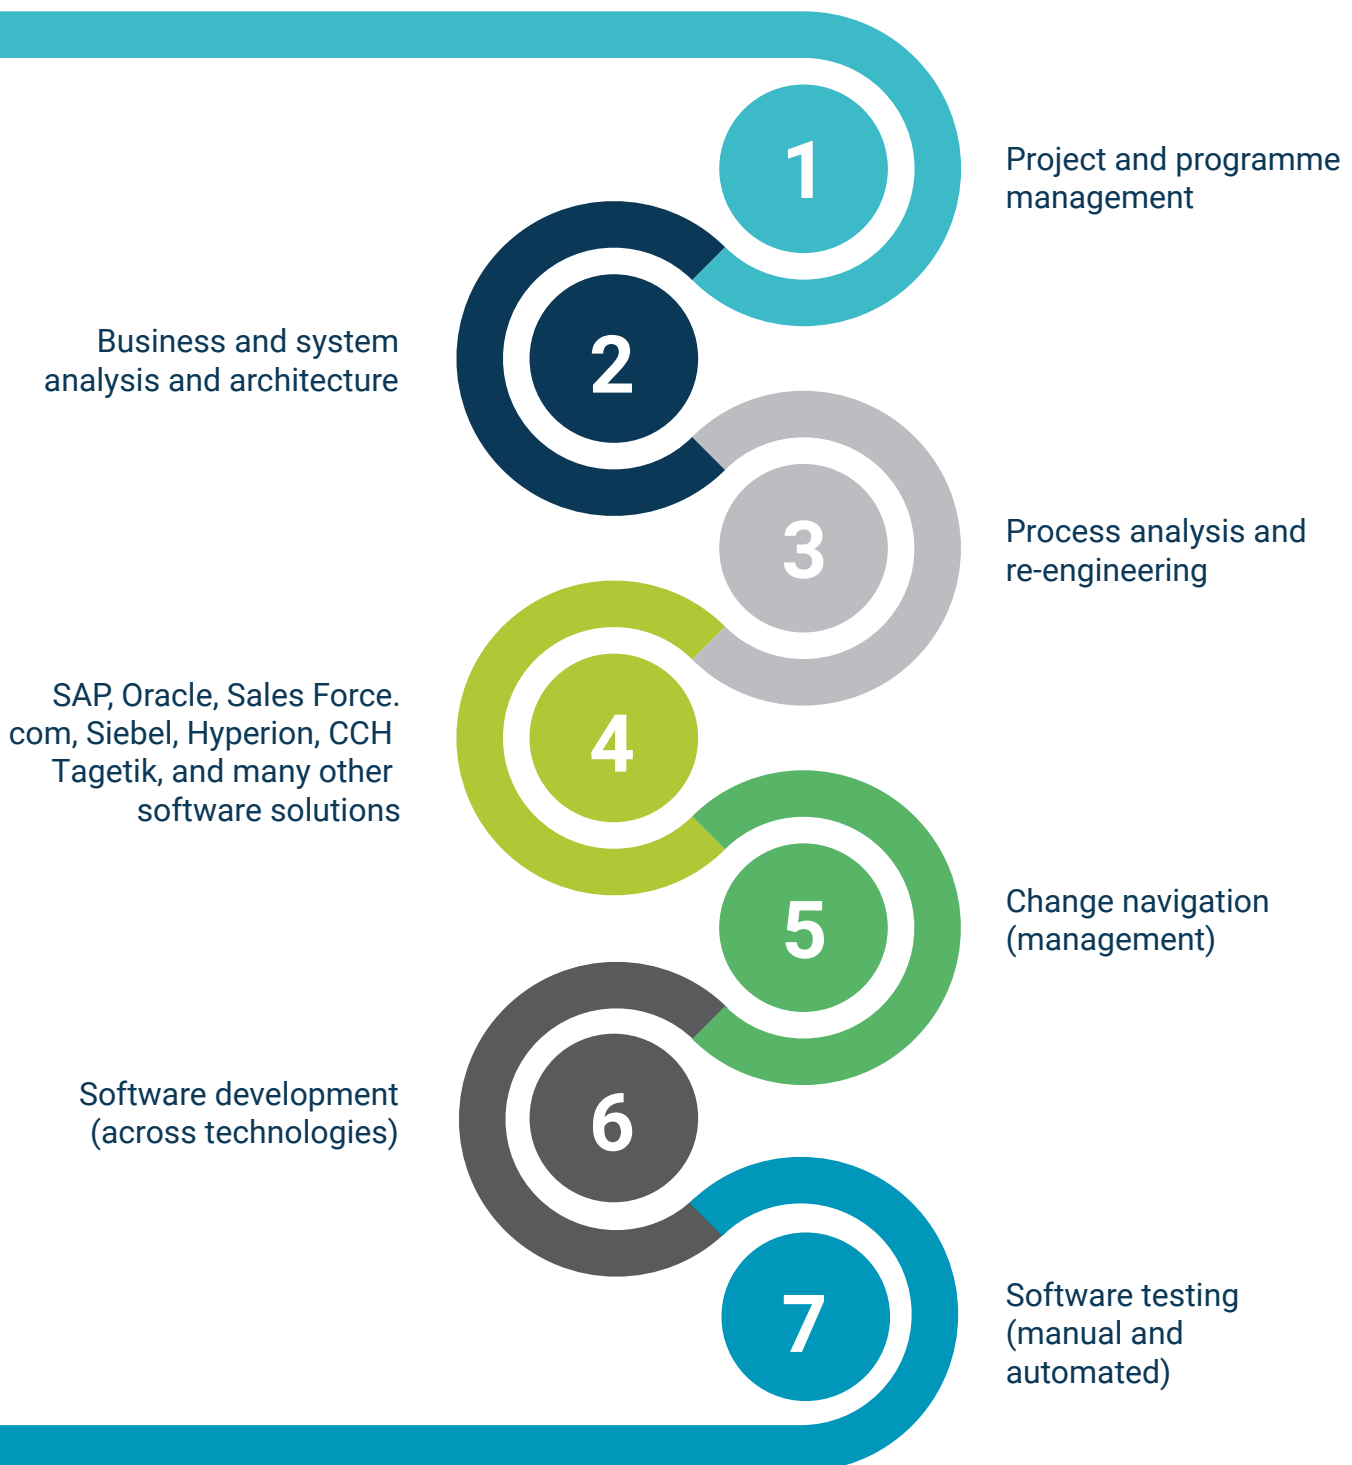 1
Project and programme
management
2
Business and system
analysis and architecture
3
Process analysis and
re-engineering
4
SAP, Oracle, Sales Force.
com, Siebel, Hyperion, CCH
Tagetik, and many other
software solutions
5
Change navigation
(management)
6
Software development
(across technologies)
7
Software testing
(manual and
automated)